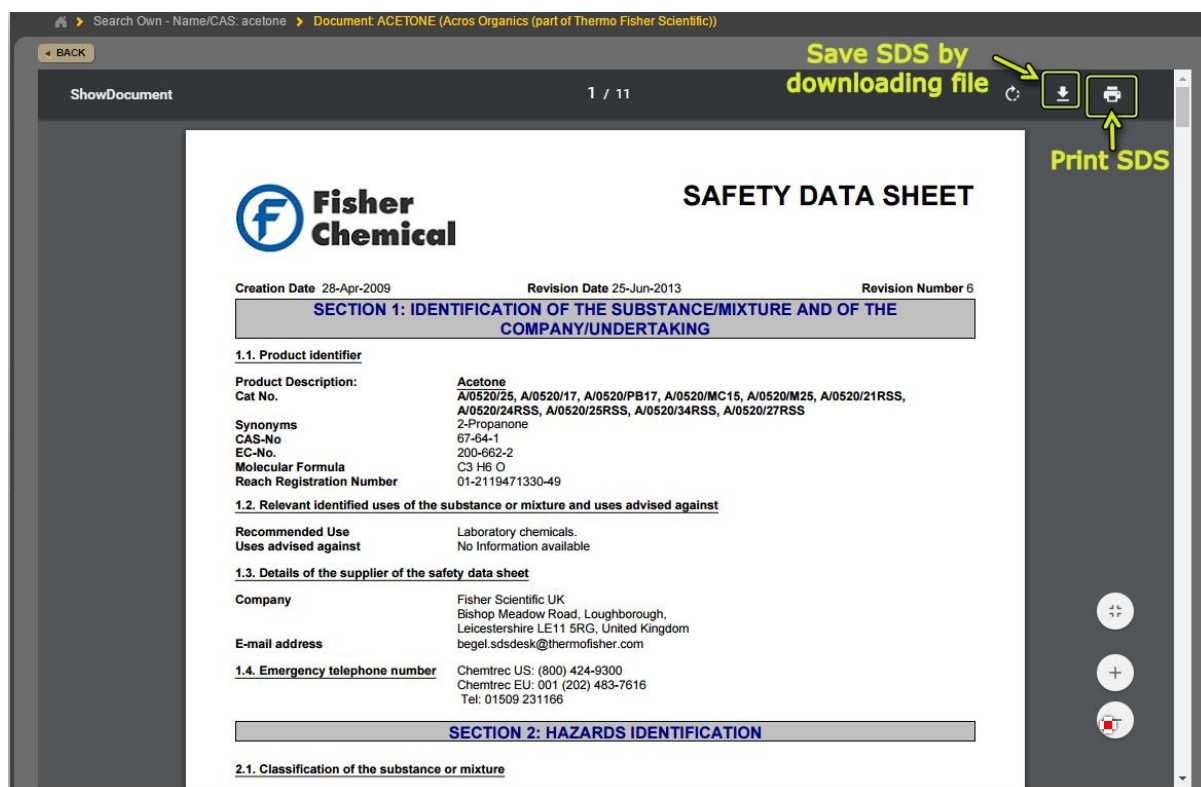 Search Own - Name/CAS: acetone > Document: ACETONE (Acros Organics (part of Thermo Fisher Scientific))
BACK
Save SDS by
downloading file
ShowDocument 1 / 11
Print SDS
Fisher
Chemical
SAFETY DATA SHEET
Creation Date 28-Apr-2009 Revision Date 25-Jun-2013 Revision Number 6
SECTION 1: IDENTIFICATION OF THE SUBSTANCE/MIXTURE AND OF THE
COMPANY/UNDERTAKING
1.1. Product identifier
Product Description: Acetone
Cat No. A/0520/25, A/0520/17, A/0520/PB17, A/0520/MC15, A/0520/M25, A/0520/21RSS,
A/0520/24RSS, A/0520/25RSS, A/0520/34RSS, A/0520/27RSS
Synonyms 2-Propanone
CAS-No 67-64-1
EC-No. 200-662-2
Molecular Formula C3 H6 O
Reach Registration Number 01-2119471330-49
1.2. Relevant identified uses of the substance or mixture and uses advised against
Recommended Use Laboratory chemicals.
Uses advised against No Information available
1.3. Details of the supplier of the safety data sheet
Company Fisher Scientific UK
Bishop Meadow Road, Loughborough,
Leicestershire LE11 5RG, United Kingdom
E-mail address begel.sdsdesk@thermofisher.com
1.4. Emergency telephone number Chemtrec US: (800) 424-9300
Chemtrec EU: 001 (202) 483-7616
Tel: 01509 231166
SECTION 2: HAZARDS IDENTIFICATION
2.1. Classification of the substance or mixture